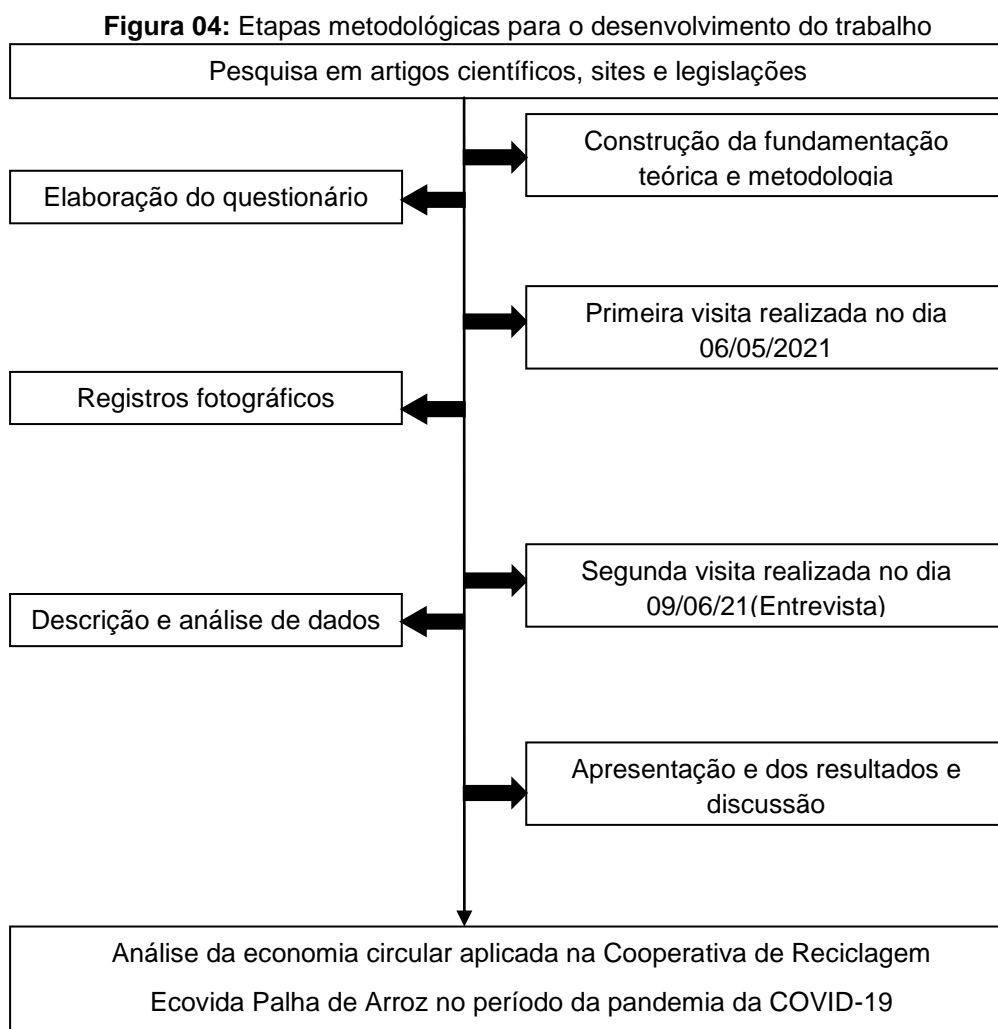 Figura 04: Etapas metodológicas para o desenvolvimento do trabalho
Pesquisa em artigos científicos, sites e legislações
Construção da fundamentação
teórica e metodologia
Elaboração do questionário
Primeira visita realizada no dia
06/05/2021
Registros fotográficos
Segunda visita realizada no dia
09/06/21(Entrevista)
Descrição e análise de dados
Apresentação e dos resultados e
discussão
Análise da economia circular aplicada na Cooperativa de Reciclagem
Ecovida Palha de Arroz no período da pandemia da COVID-19